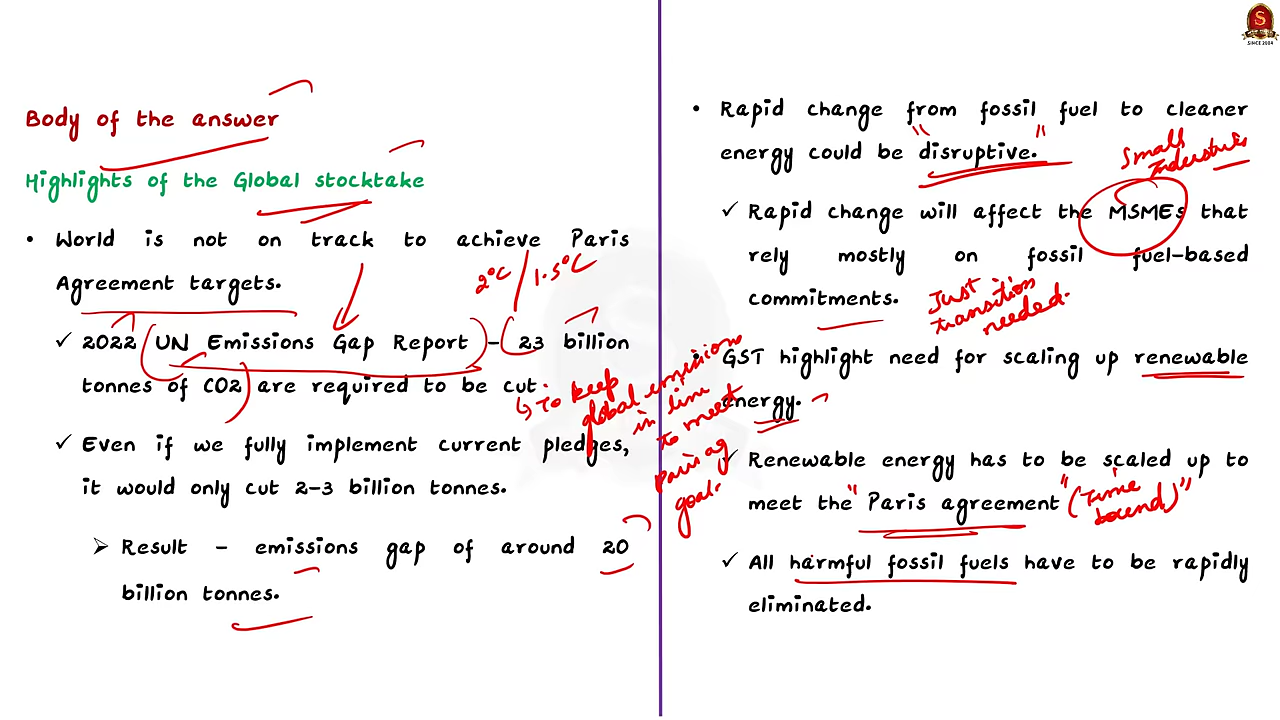 Body of the answer
Highlights of the Global stocktake
• World is not on track to achieve Paris
Agreement targets.
2°C / 1.5°C
✓ 2022 (UN Emissions Gap Report) - 23 billion
tonnes of CO2) are required to be cut
↳ To keep
global emissions
in line
to meet
Paris ag
goal.
✓ Even if we fully implement current pledges,
it would only cut 2-3 billion tonnes.
➢ Result - emissions gap of around 20
billion tonnes.
S
SINCE 2004
• Rapid change from fossil fuel to cleaner
energy could be "disruptive."
Small
Industries
✓ Rapid change will affect the MSMEs that
rely mostly on fossil fuel-based
commitments.
Just
transition
needed.
• GST highlight need for scaling up renewable
energy.
✓ Renewable energy has to be scaled up to
meet the "Paris agreement"
(Time
bound)"
✓ All harmful fossil fuels have to be rapidly
eliminated.